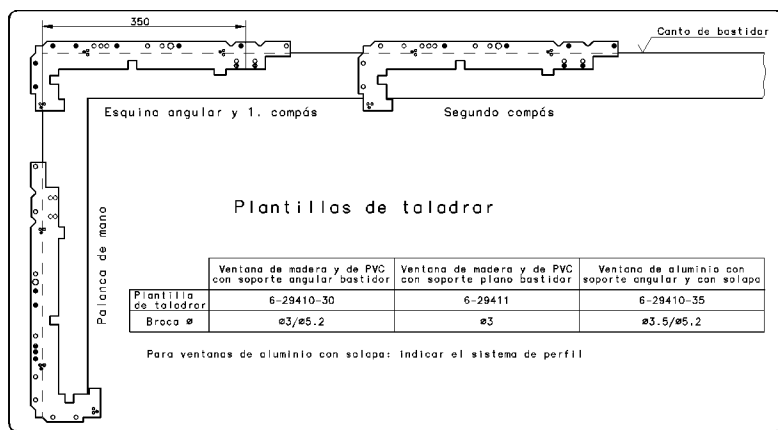 350
Canto de bastidor
Esquina angular y 1. compás
Segundo compás
Palanca de mano
Plantillas de taladrar
Ventana de madera y de PVC con soporte angular bastidor
Ventana de madera y de PVC con soporte plano bastidor
Ventana de aluminio con soporte angular y con solapa
Plantilla de taladrar
6-29410-30
6-29411
6-29410-35
Broca ø
ø3/ø5.2
ø3
ø3.5/ø5.2
Para ventanas de aluminio con solapa: indicar el sistema de perfil